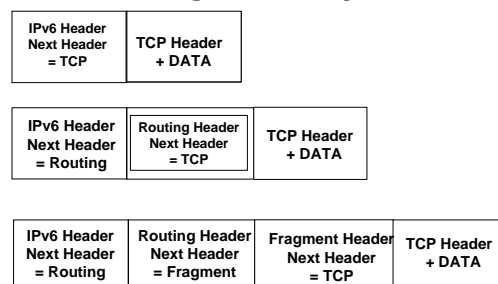 IPv6 Header
Next Header
= TCP
TCP Header
+ DATA
IPv6 Header
Next Header
= Routing
Routing Header
Next Header
= TCP
TCP Header
+ DATA
IPv6 Header
Next Header
= Routing
Routing Header
Next Header
= Fragment
Fragment Header
Next Header
= TCP
TCP Header
+ DATA